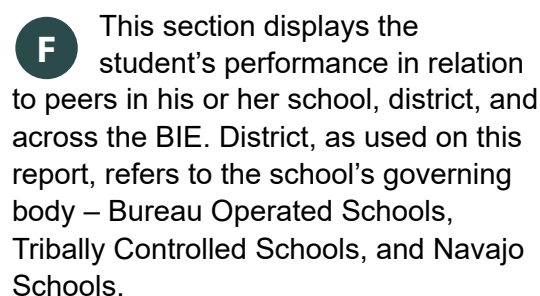 F
This section displays the
student’s performance in relation
to peers in his or her school, district, and
across the BIE. District, as used on this
report, refers to the school’s governing
body – Bureau Operated Schools,
Tribally Controlled Schools, and Navajo
Schools.